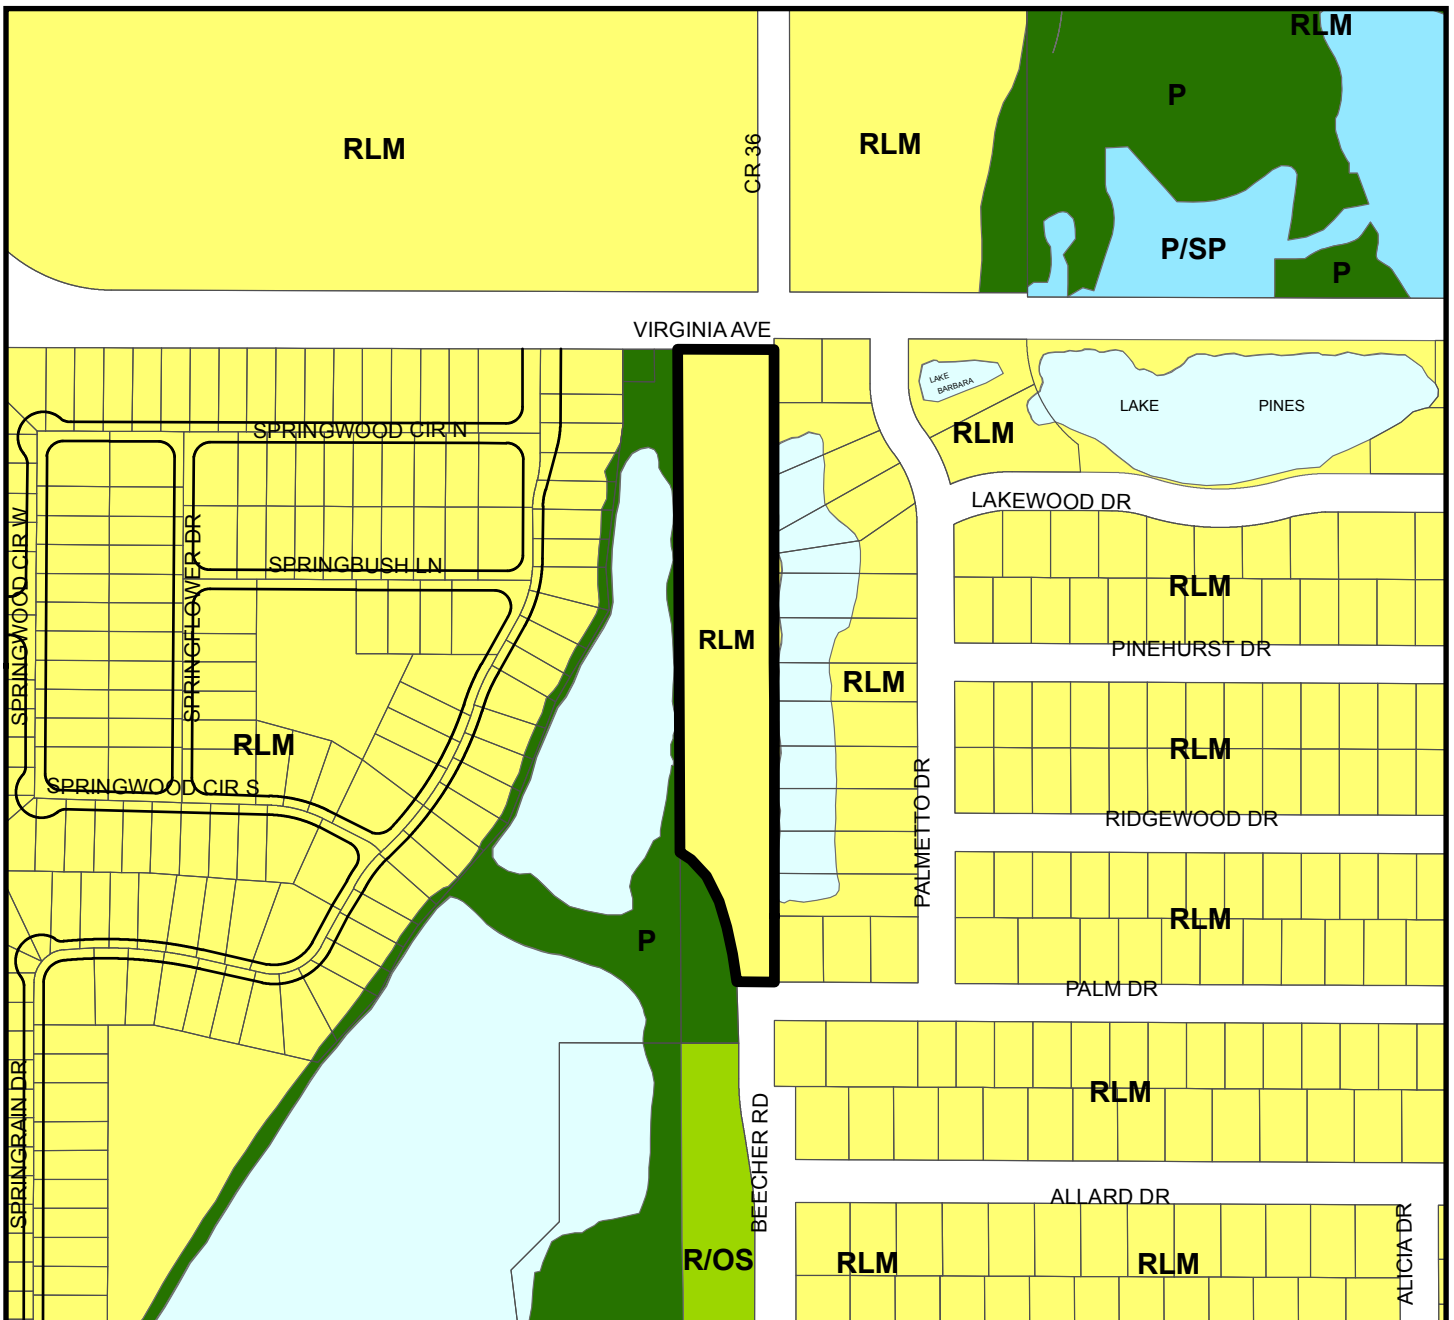 RLM
P
RLM
RLM
CR 36
P/SP
P
VIRGINIA AVE
LAKE
BARBARA
LAKE PINES
SPRINGWOOD CIR N
RLM
LAKEWOOD DR
SPRINGWOOD CIR W
SPRINGFLOWER DR
SPRINGBUSH LN
RLM
RLM
PINEHURST DR
RLM
RLM
RLM
SPRINGWOOD CIR S
RIDGEWOOD DR
PALMETTO DR
RLM
P
PALM DR
RLM
SPRINGRAIN DR
BEECHER RD
ALLARD DR
R/OS
RLM
RLM
ALICIA DR